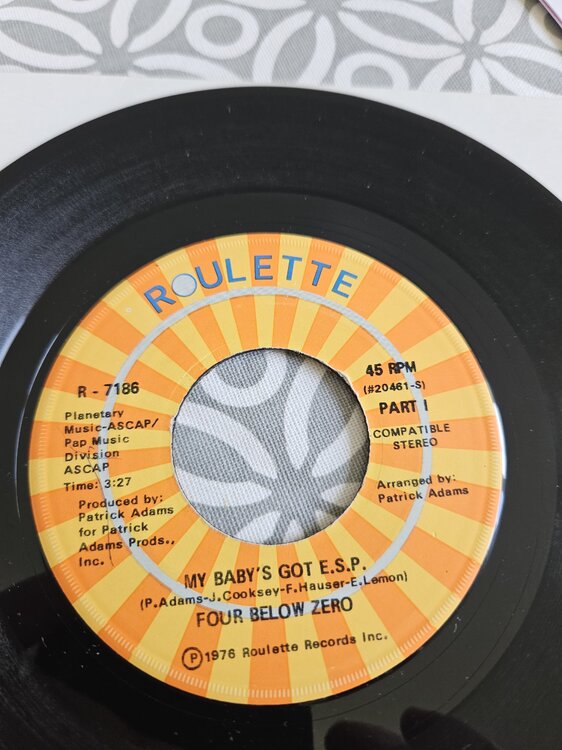 ROULETTE
R - 7186
Planetary
Music-ASCAP/
Pap Music
Division
ASCAP
Time: 3:27
Produced by:
Patrick Adams
for Patrick
Adams Prods.,
Inc.
45 RPM
(#20461-S)
PART I
COMPATIBLE
STEREO
Arranged by:
Patrick Adams
MY BABY'S GOT E.S.P.
(P.Adams-J.Cooksey-F.Hauser-E.Lemon)
FOUR BELOW ZERO
Ⓟ1976 Roulette Records Inc.